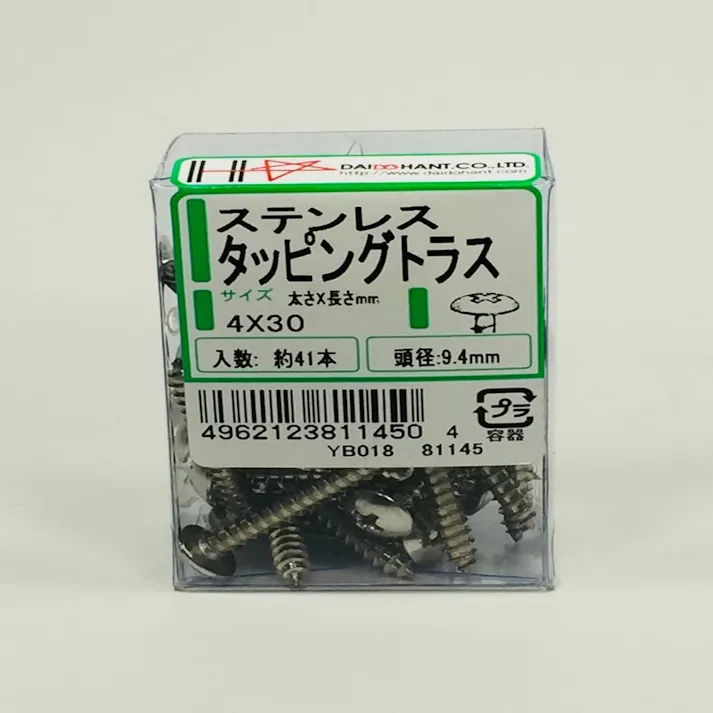 DAIDOHANT.CO.,LTD.
http://www.daidohant.com
ステンレス
タッピングトラス
サイズ 太さX長さmm
4X30
入数: 約41本 頭径:9.4mm
プラ
4962123811450 4 容器
YB018 81145